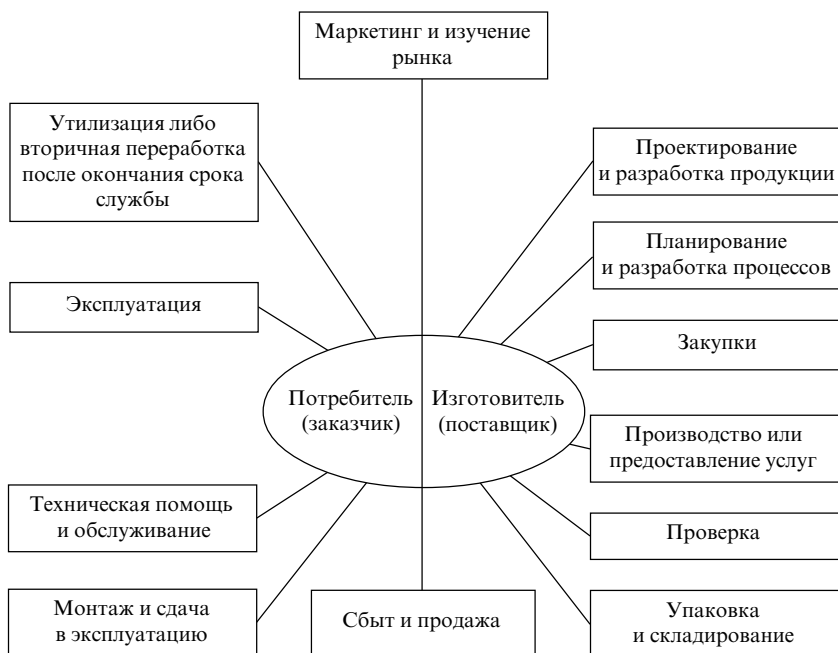 Маркетинг и изучение
рынка
Утилизация либо
вторичная переработка
после окончания срока
службы
Проектирование
и разработка продукции
Планирование
и разработка процессов
Эксплуатация
Закупки
Потребитель
(заказчик)
Изготовитель
(поставщик)
Производство или
предоставление услуг
Техническая помощь
и обслуживание
Проверка
Монтаж и сдача
в эксплуатацию
Сбыт и продажа
Упаковка
и складирование